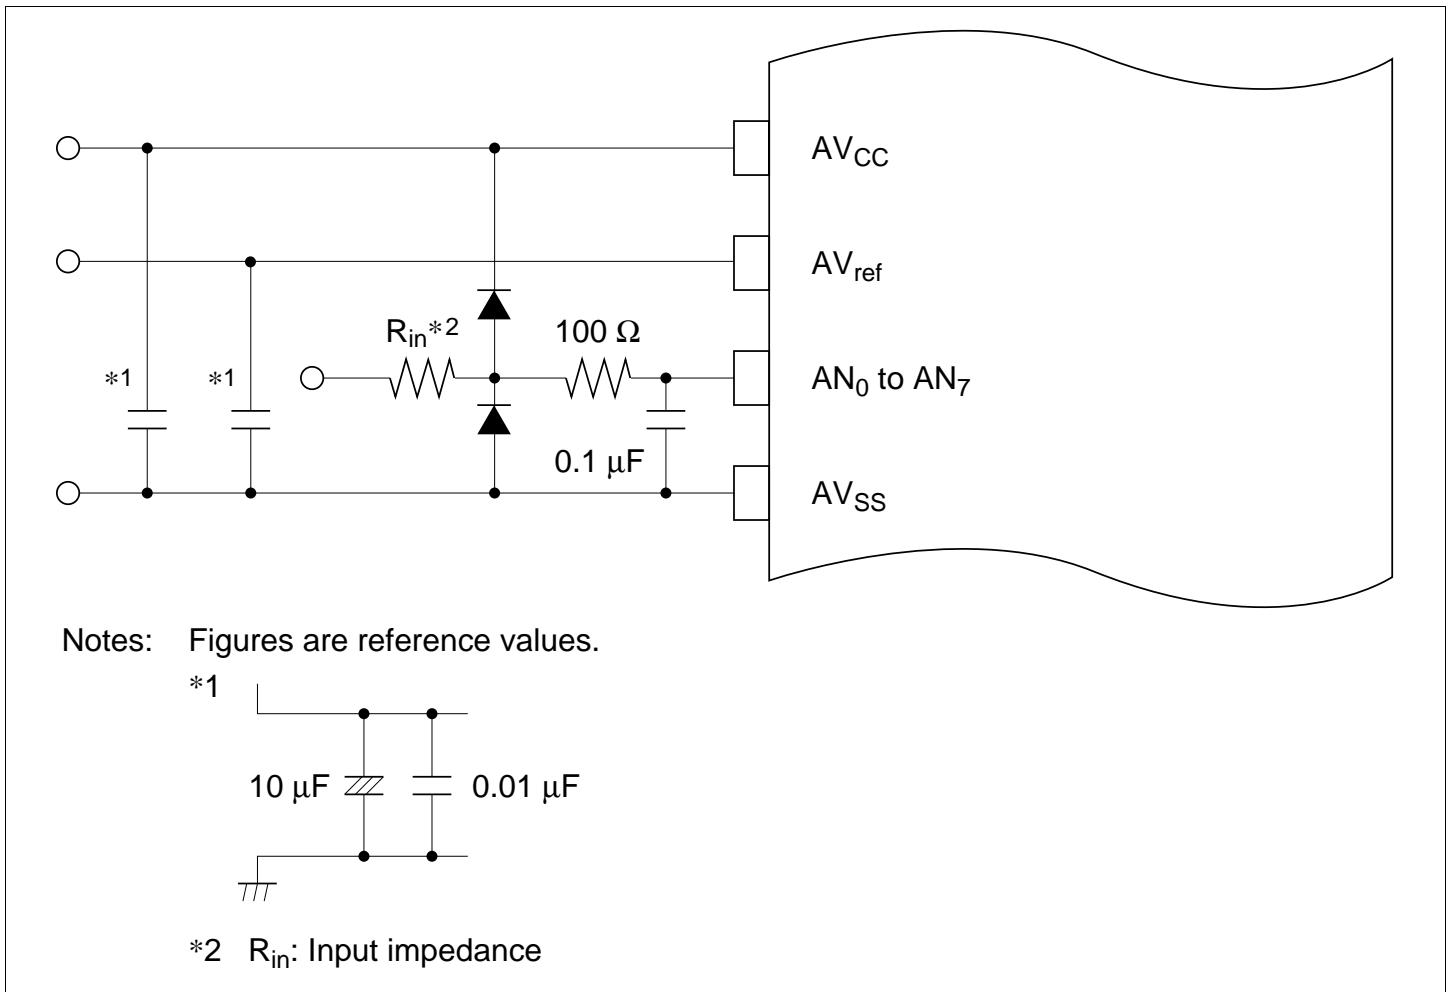 AVCC
AVref
Rin*2
100 Ω
*1
*1
AN0 to AN7
0.1 μF
AVSS
Notes: Figures are reference values.
*1
10 μF
0.01 μF
*2 Rin: Input impedance